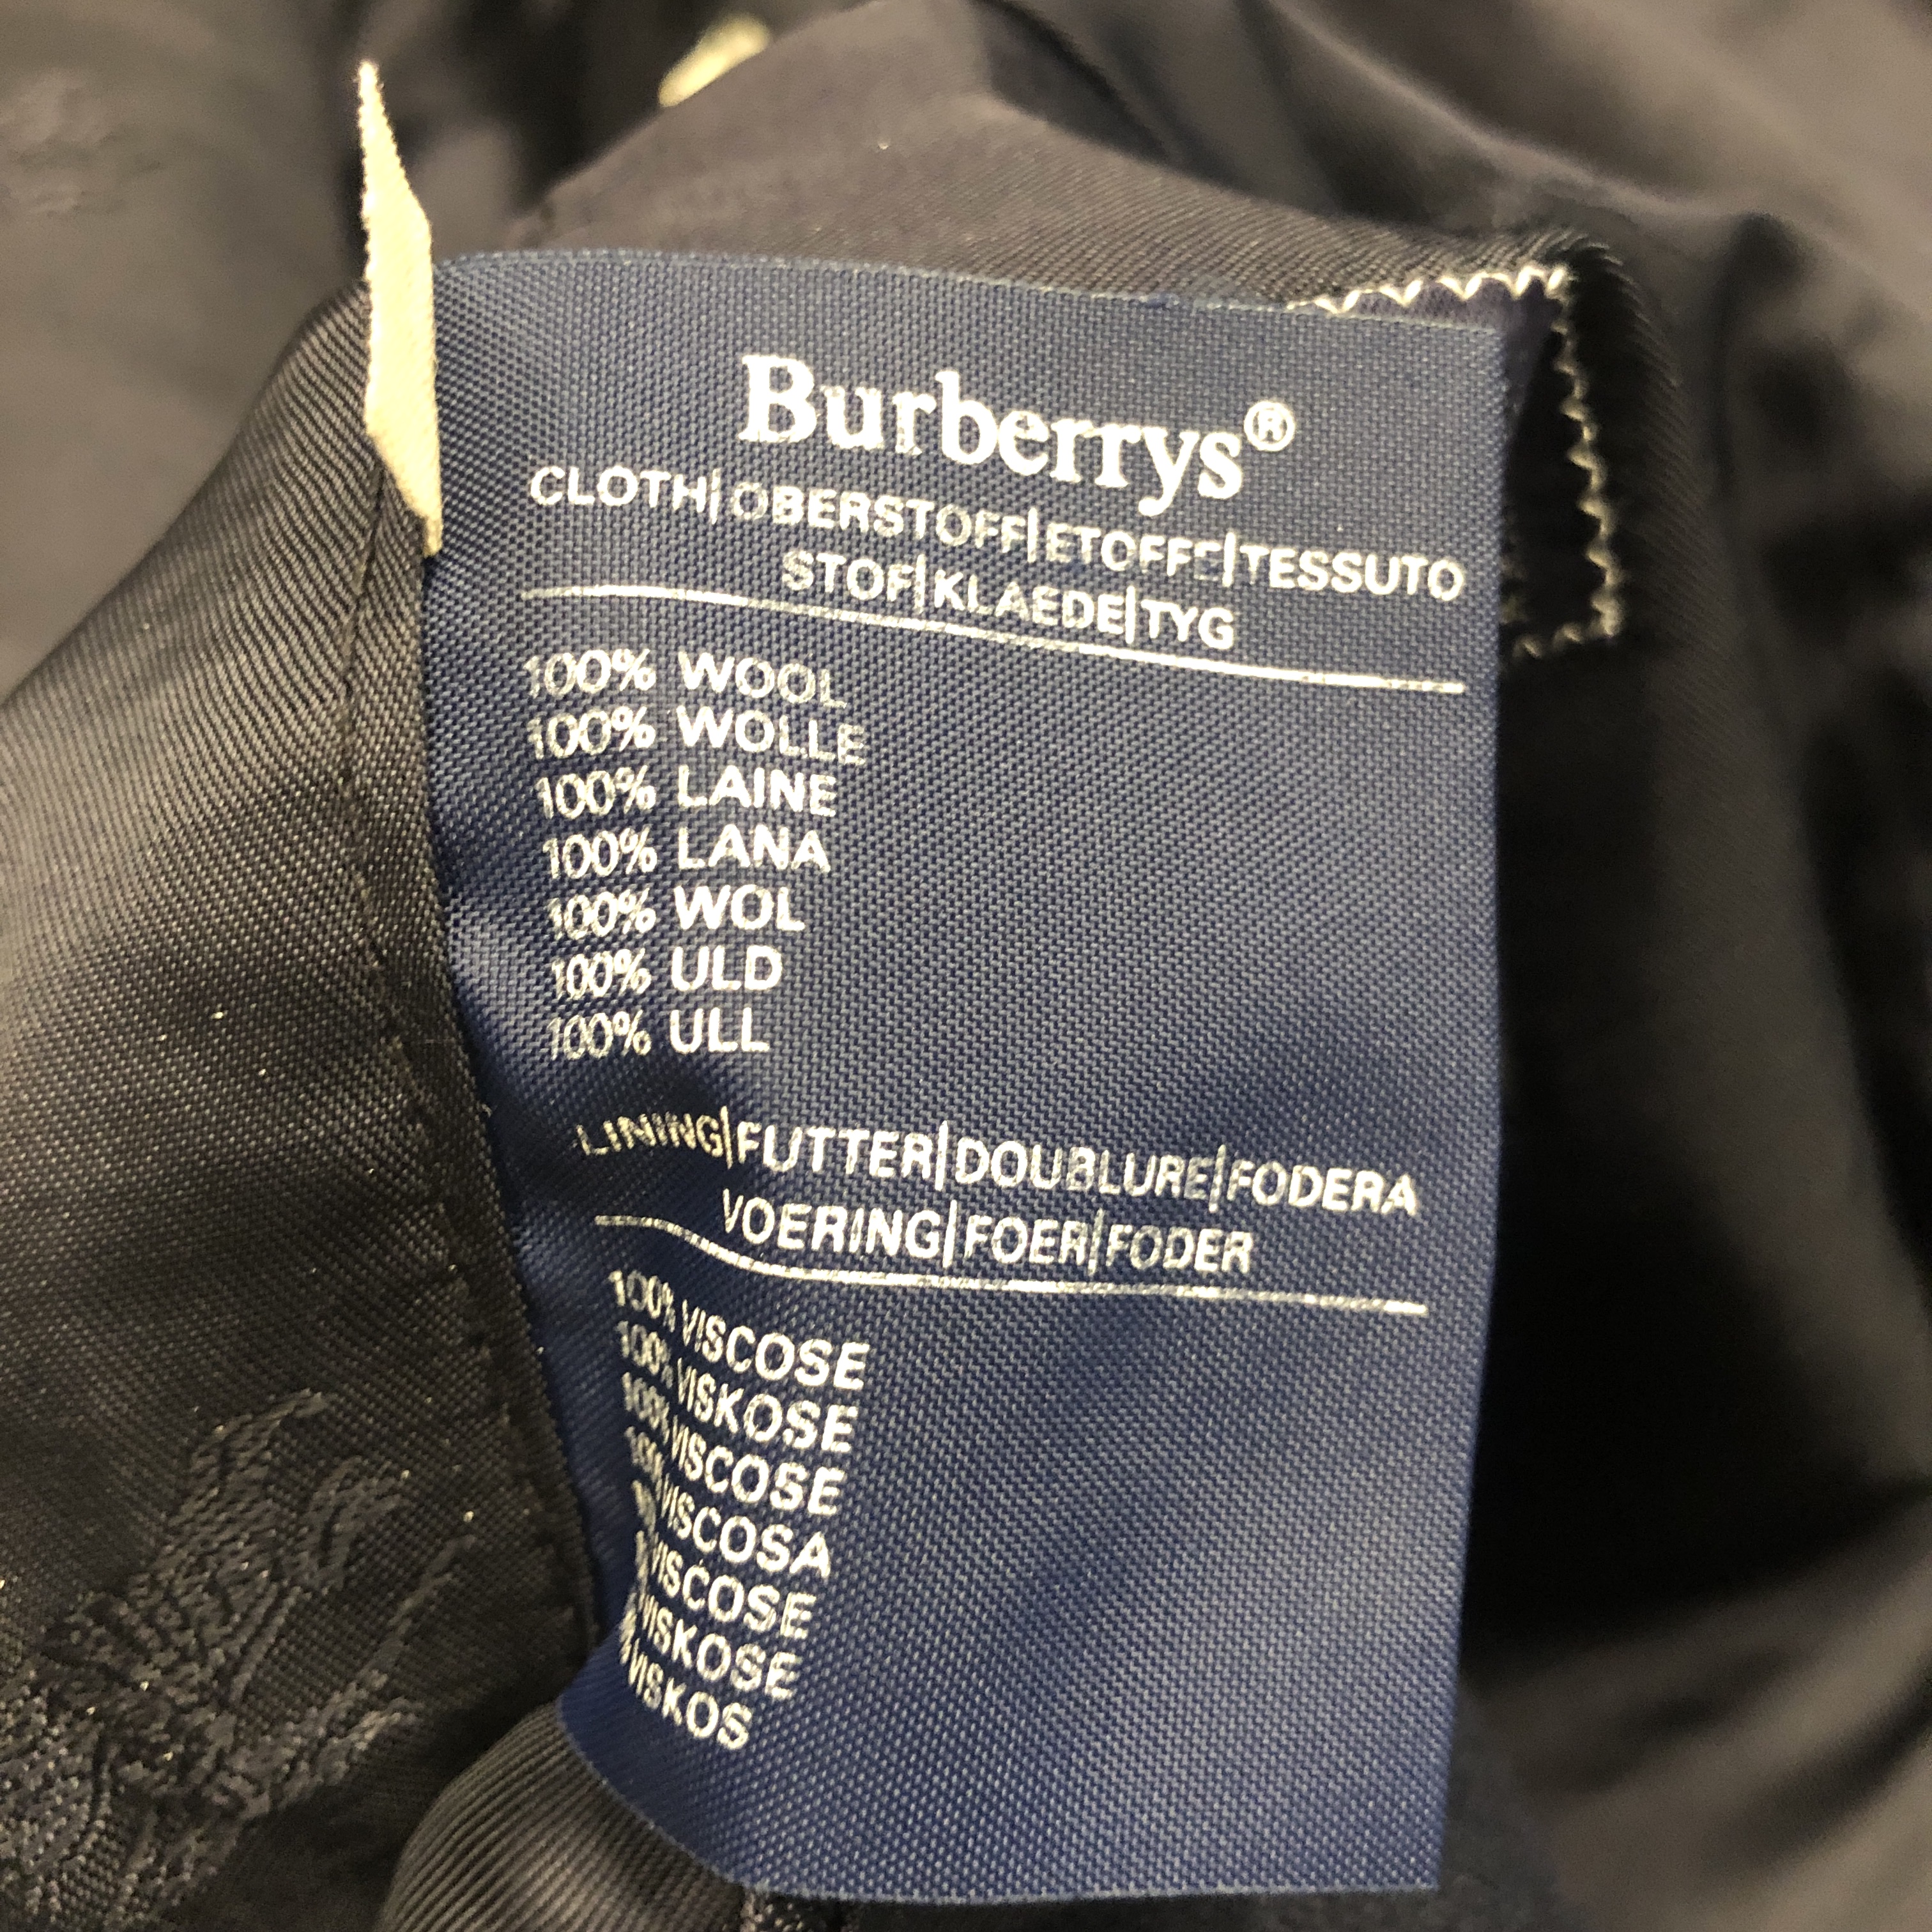 Burberrys®
CLOTH|OBERSTOFF|ETOFFE|TESSUTO
STOF|KLAEDE|TYG
100% WOOL
100% WOLLE
100% LAINE
100% LANA
100% WOL
100% ULD
100% ULL
LINING|FUTTER|DOUBLURE|FODERA
VOERING|FOER|FODER
100% VISCOSE
100% VISKOSE
100% VISCOSE
100% VISCOSA
VISCOSE
VISKOSE
VISKOS